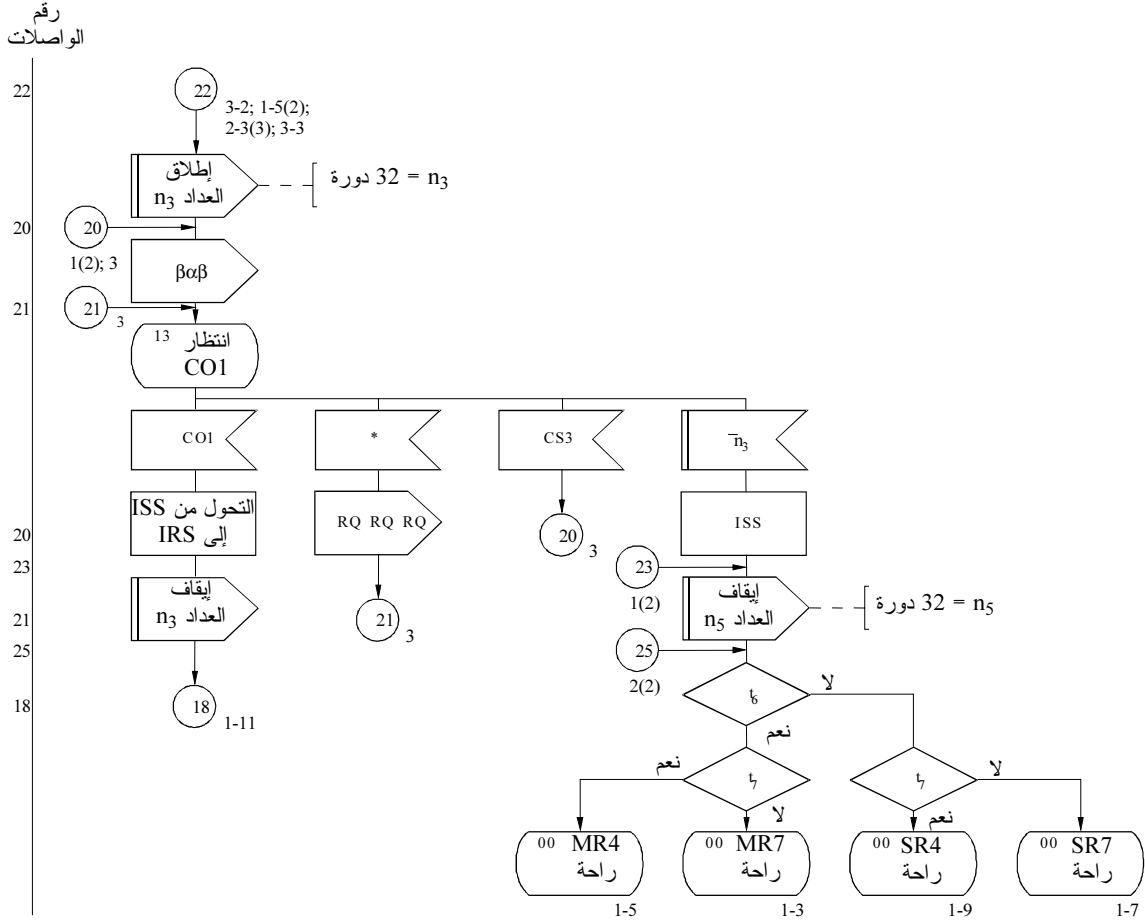 رقم
الواصلات
22
22
3-2; 1-5(2);
2-3(3); 3-3
إطلاق
العداد n3
n3 = 32 دورة
20
20
1(2); 3
βαβ
21
21
3
13 انتظار
CO1
CO1
*
CS3
n̅3
التحول من ISS
إلى IRS
RQ RQ RQ
ISS
20
20
3
23
23
1(2)
إيقاف
العداد n3
21
21
3
إيقاف
العداد n5
n5 = 32 دورة
25
25
2(2)
18
18
1-11
t6
لا
نعم
t7
نعم
لا
t7
لا
نعم
00 MR4
راحة
1-5
00 MR7
راحة
1-3
00 SR4
راحة
1-9
00 SR7
راحة
1-7